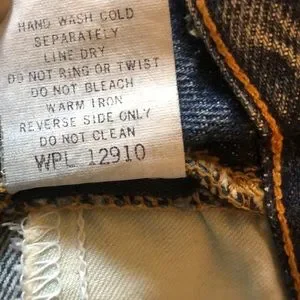 HAND WASH COLD
SEPARATELY
LINE DRY
DO NOT RING OR TWIST
DO NOT BLEACH
WARM IRON
REVERSE SIDE ONLY
DO NOT CLEAN
WPL 12910